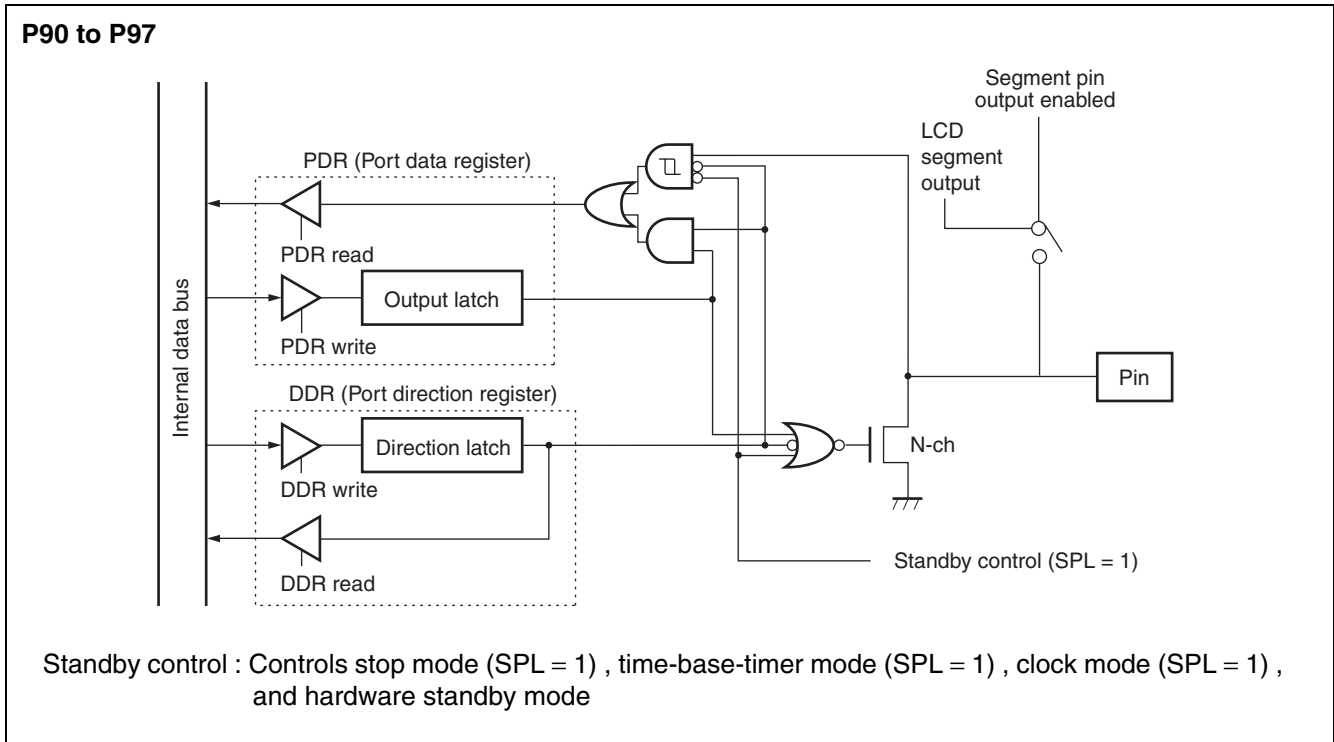 P90 to P97
Segment pin
output enabled
LCD
segment
output
PDR (Port data register)
PDR read
Output latch
PDR write
Internal data bus
DDR (Port direction register)
Direction latch
DDR write
DDR read
N-ch
Pin
Standby control (SPL = 1)
Standby control : Controls stop mode (SPL = 1) , time-base-timer mode (SPL = 1) , clock mode (SPL = 1) ,
and hardware standby mode